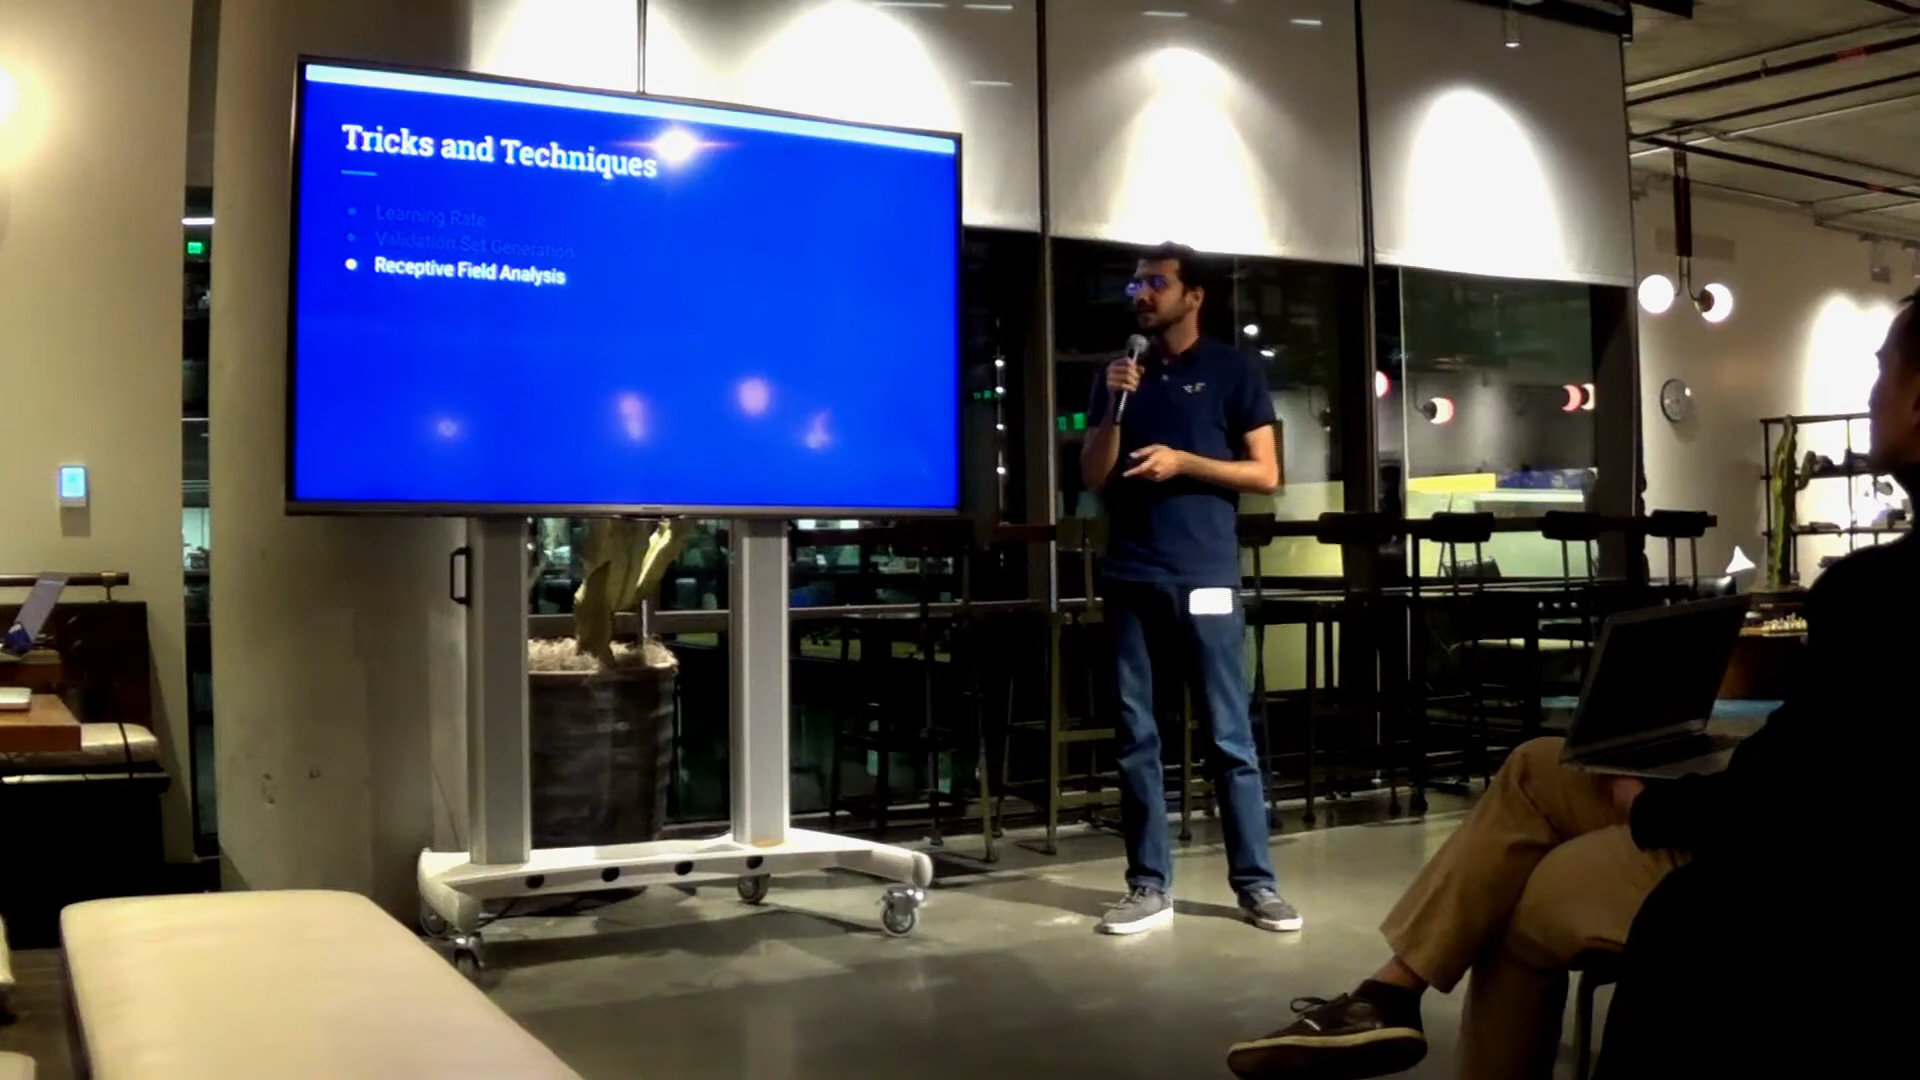 Tricks and Techniques
Learning Rate
Validation Set Generation
Receptive Field Analysis